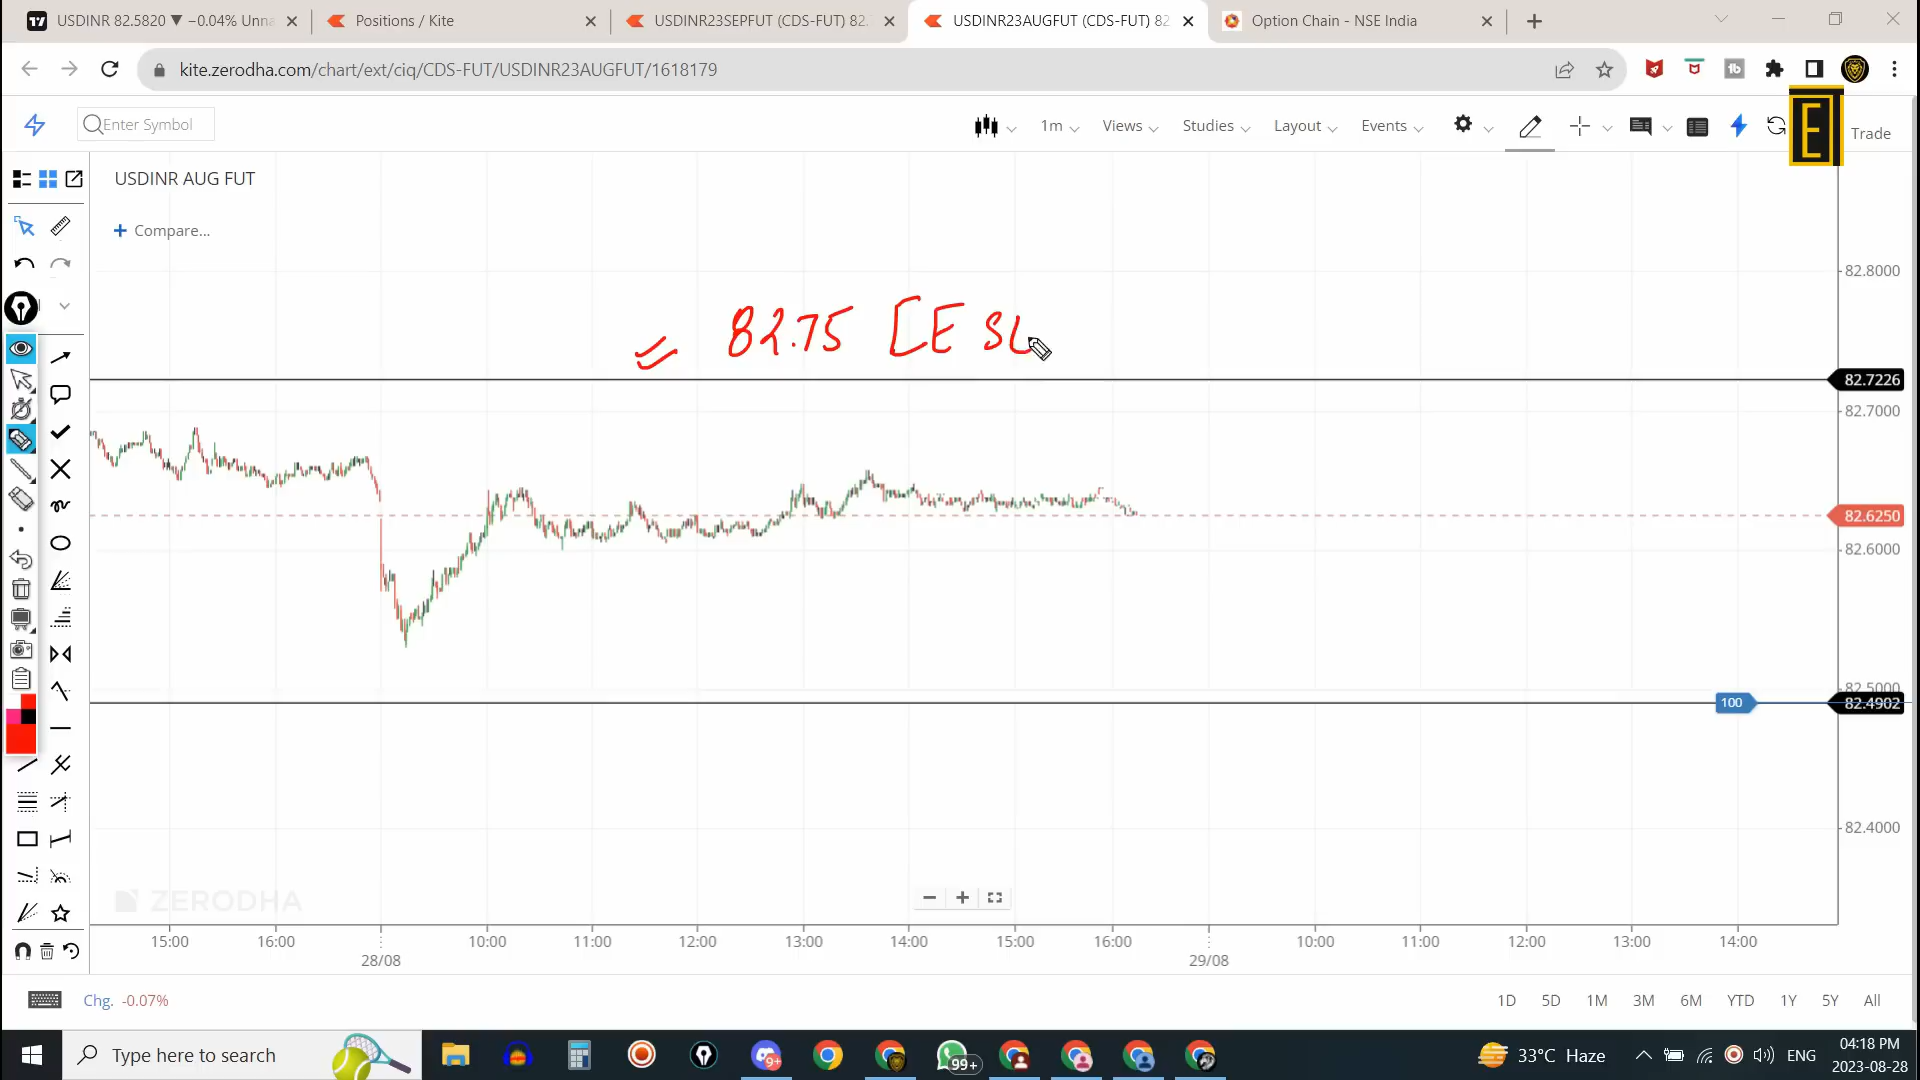 USDINR 82.5820 ▼ −0.04% Unna
Positions / Kite
USDINR23SEPFUT (CDS-FUT) 82.
USDINR23AUGFUT (CDS-FUT) 82
Option Chain - NSE India
kite.zerodha.com/chart/ext/ciq/CDS-FUT/USDINR23AUGFUT/1618179
Enter Symbol
1m
Views
Studies
Layout
Events
E
Trade
USDINR AUG FUT
+ Compare...
82.8000
= 82.75 CE SL
82.7226
82.7000
82.6250
82.6000
82.5000
100
82.4902
82.4000
ZERODHA
15:00 16:00 10:00 11:00 12:00 13:00 14:00 15:00 16:00 10:00 11:00 12:00 13:00 14:00
28/08 29/08
Chg. -0.07%
1D 5D 1M 3M 6M YTD 1Y 5Y All
Type here to search
9+
99+
33°C Haze
ENG
04:18 PM
2023-08-28